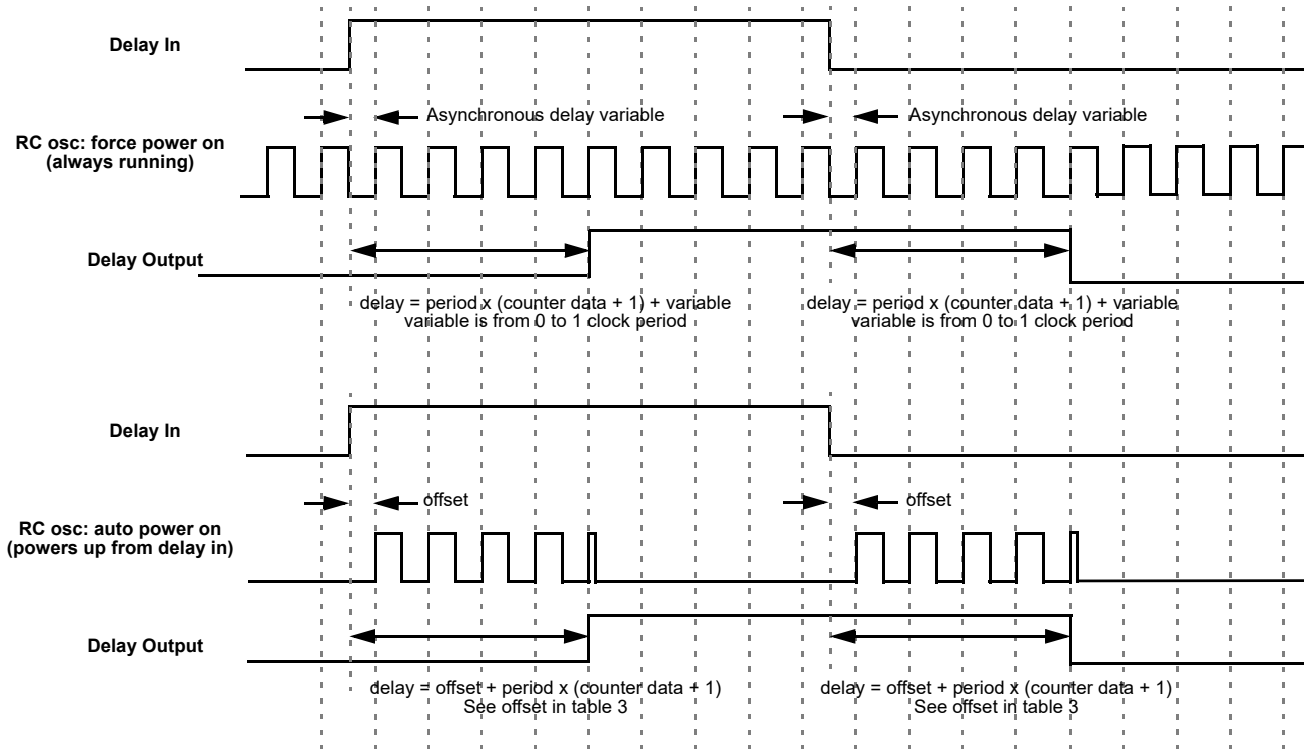 Delay In
Asynchronous delay variable
Asynchronous delay variable
RC osc: force power on
(always running)
Delay Output
delay = period x (counter data + 1) + variable
variable is from 0 to 1 clock period
delay = period x (counter data + 1) + variable
variable is from 0 to 1 clock period
Delay In
offset
offset
RC osc: auto power on
(powers up from delay in)
Delay Output
delay = offset + period x (counter data + 1)
See offset in table 3
delay = offset + period x (counter data + 1)
See offset in table 3